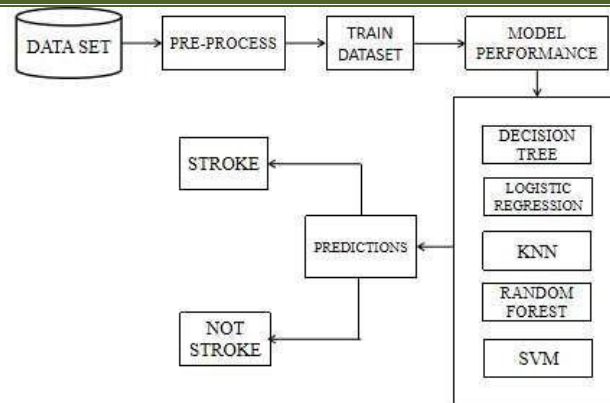 DATA SET
PRE-PROCESS
TRAIN
DATASET
MODEL
PERFORMANCE
DECISION
TREE
LOGISTIC
REGRESSION
KNN
RANDOM
FOREST
SVM
PREDICTIONS
STROKE
NOT
STROKE